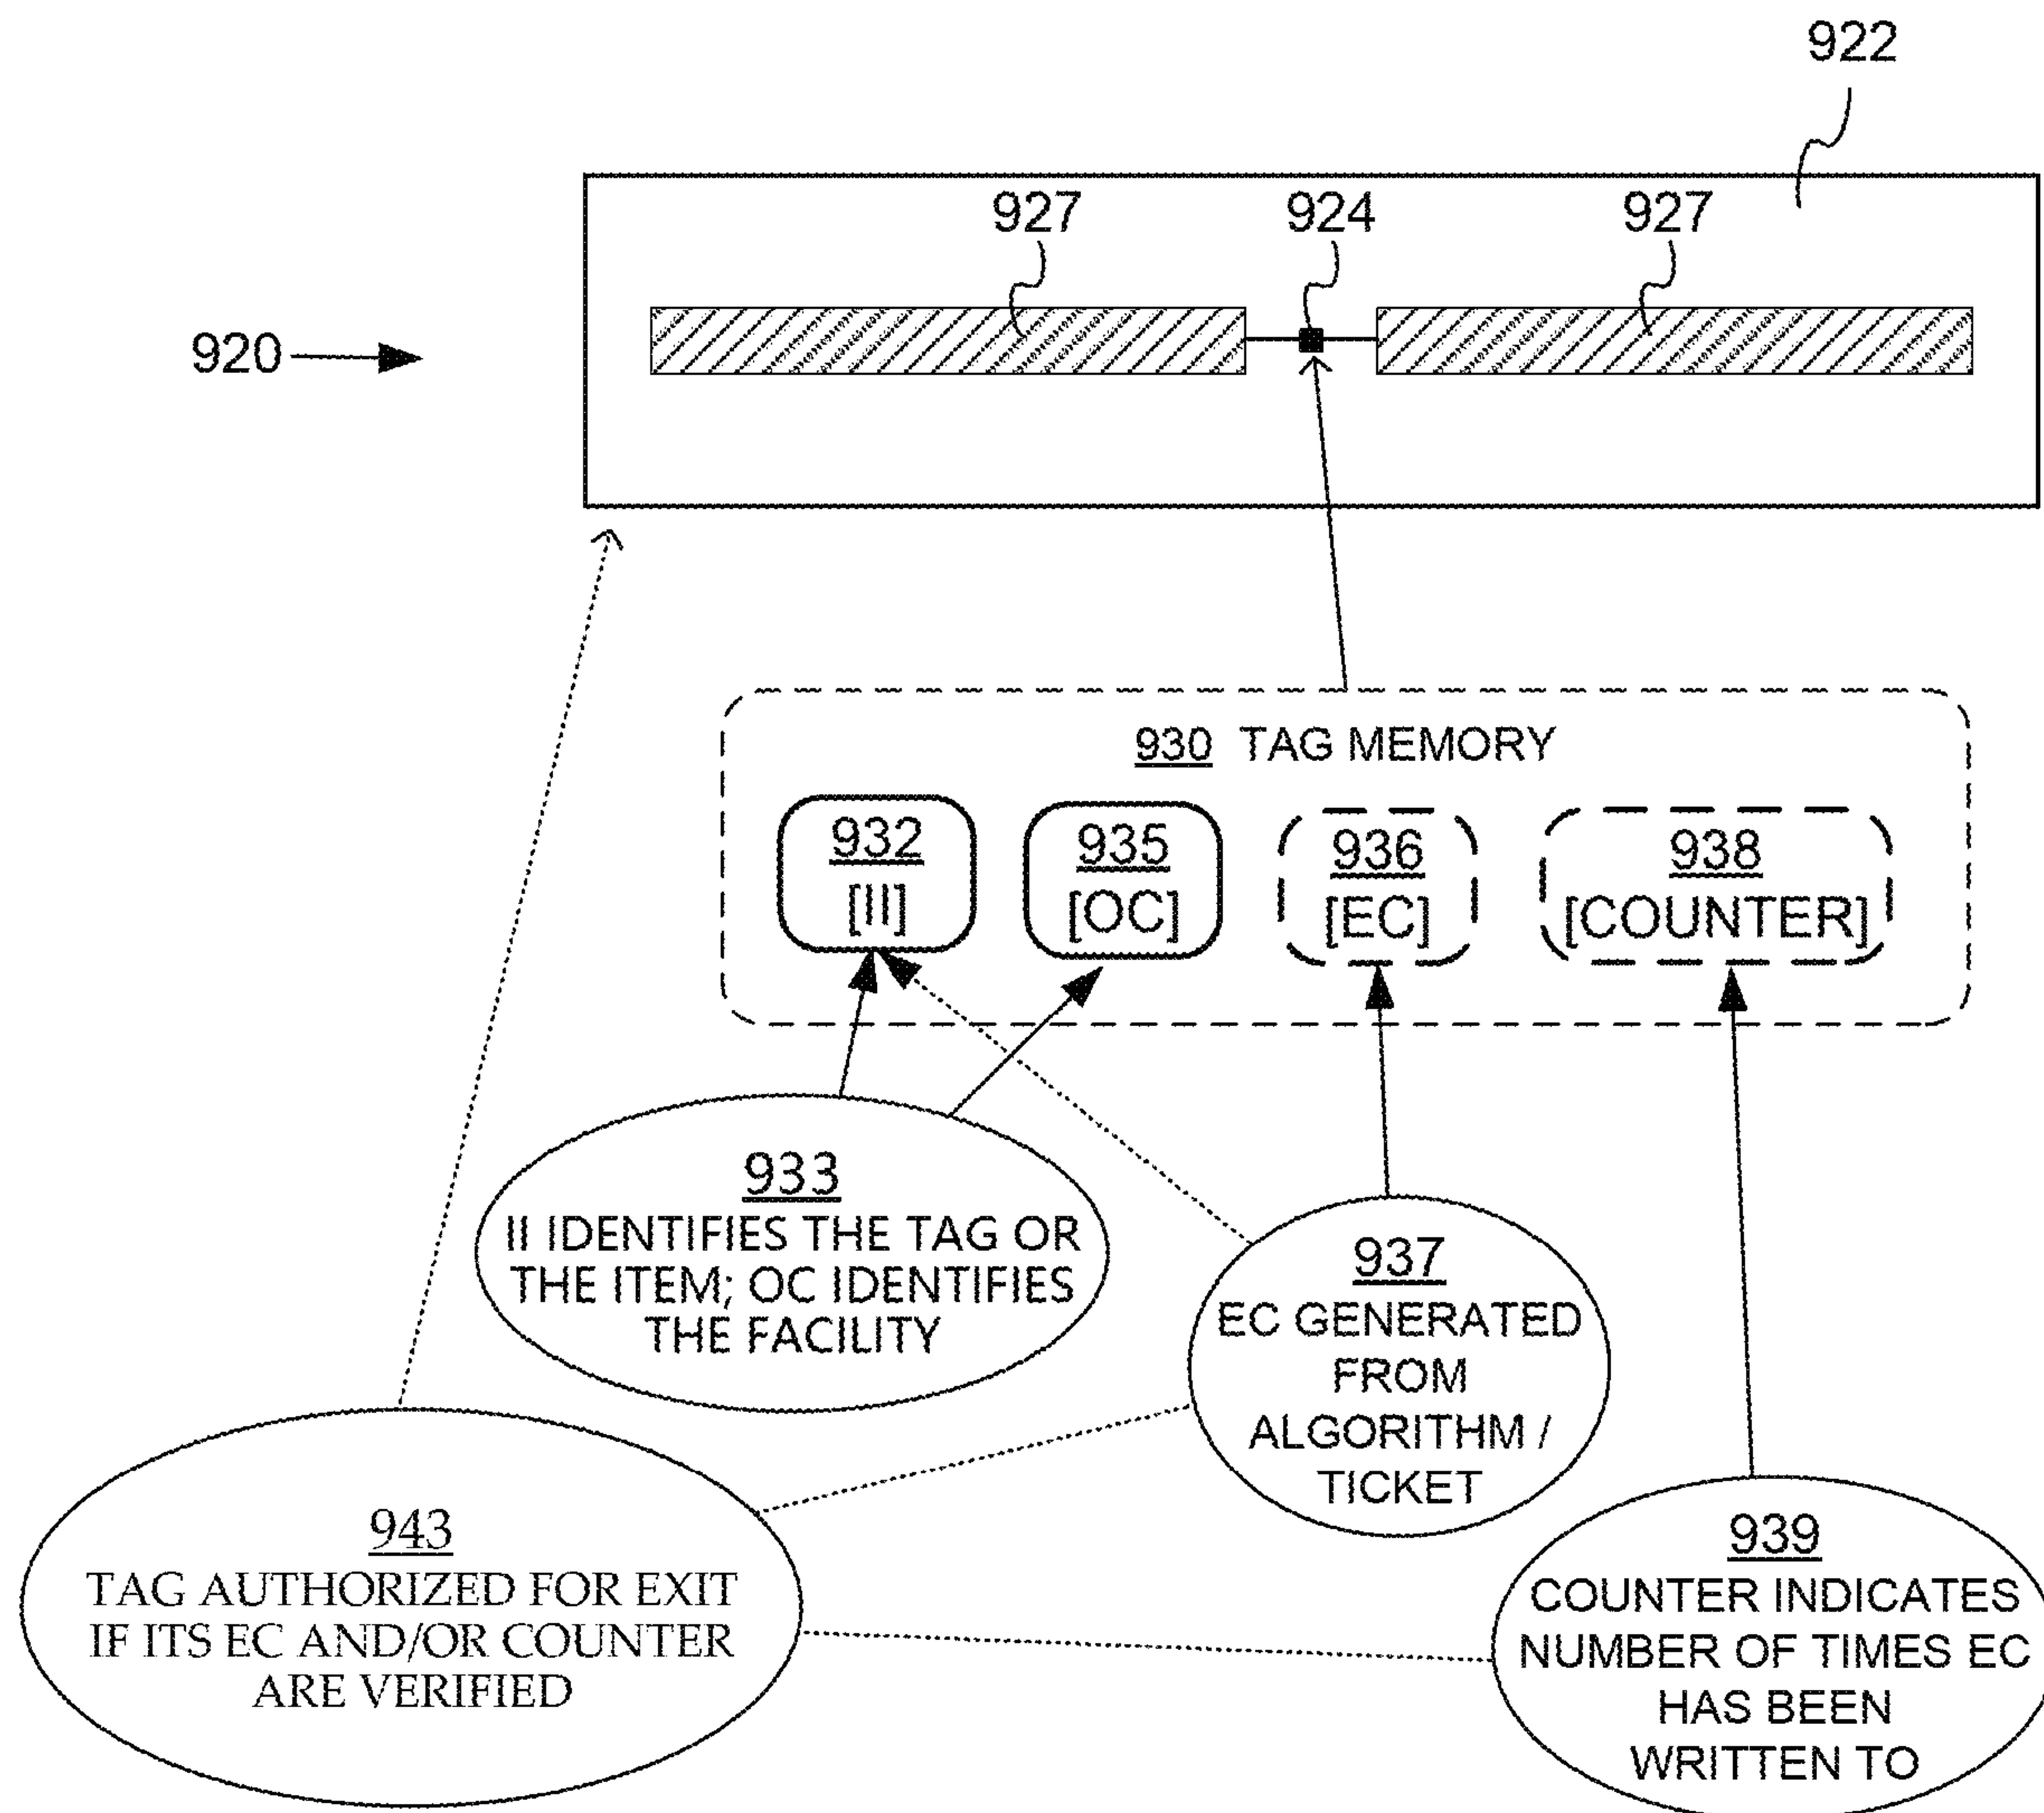 922
927
924
927
920
930 TAG MEMORY
932
[II]
935
[OC]
936
[EC]
938
[COUNTER]
933
II IDENTIFIES THE TAG OR
THE ITEM; OC IDENTIFIES
THE FACILITY
937
EC GENERATED
FROM
ALGORITHM /
TICKET
943
TAG AUTHORIZED FOR EXIT
IF ITS EC AND/OR COUNTER
ARE VERIFIED
939
COUNTER INDICATES
NUMBER OF TIMES EC
HAS BEEN
WRITTEN TO